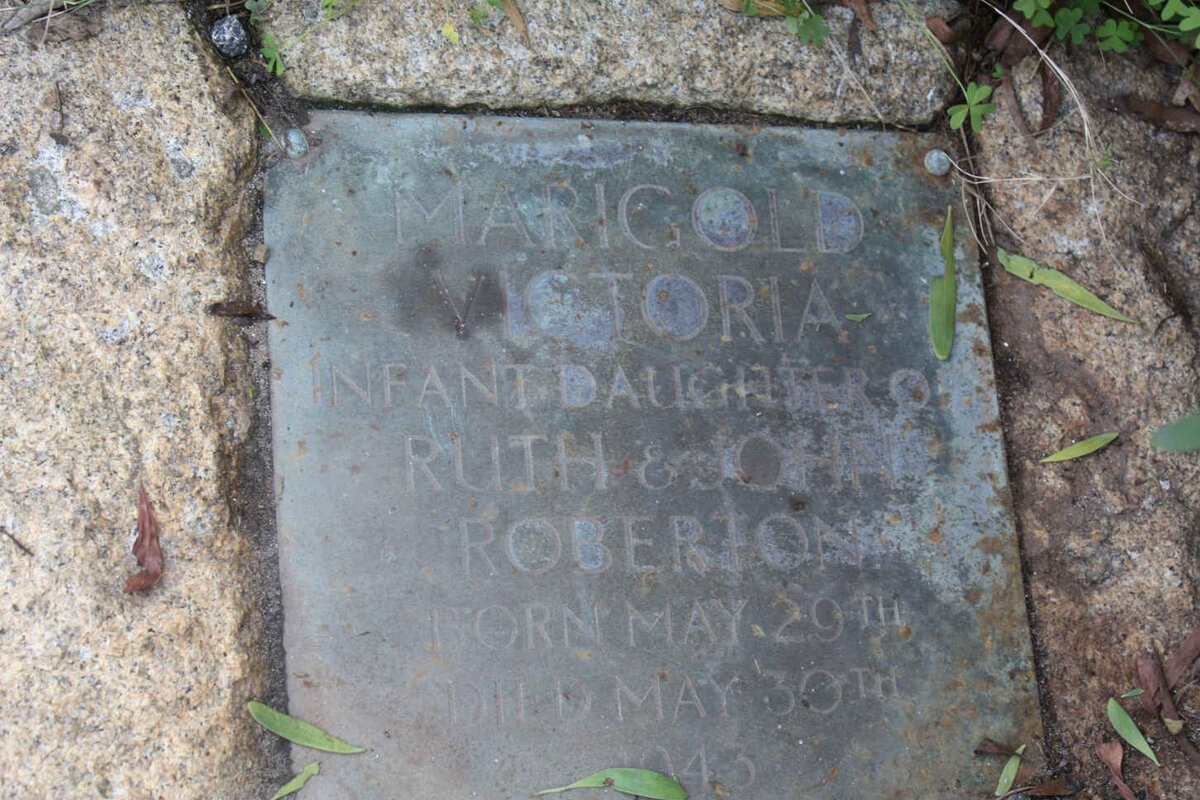 MARIGOLD
VICTORIA
INFANT DAUGHTER OF
RUTH & JOHN
ROBERTON
BORN MAY 29TH
DIED MAY 30TH
1943